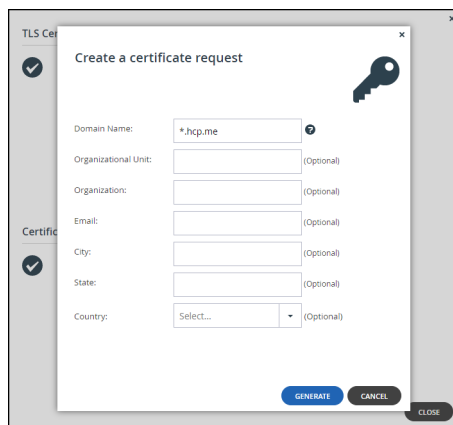 TLS Cer
Create a certificate request
Domain Name:
*.hcp.me
Organizational Unit:
(Optional)
Organization:
(Optional)
Email:
(Optional)
City:
(Optional)
State:
(Optional)
Country:
Select...
(Optional)
Certific
GENERATE
CANCEL
CLOSE